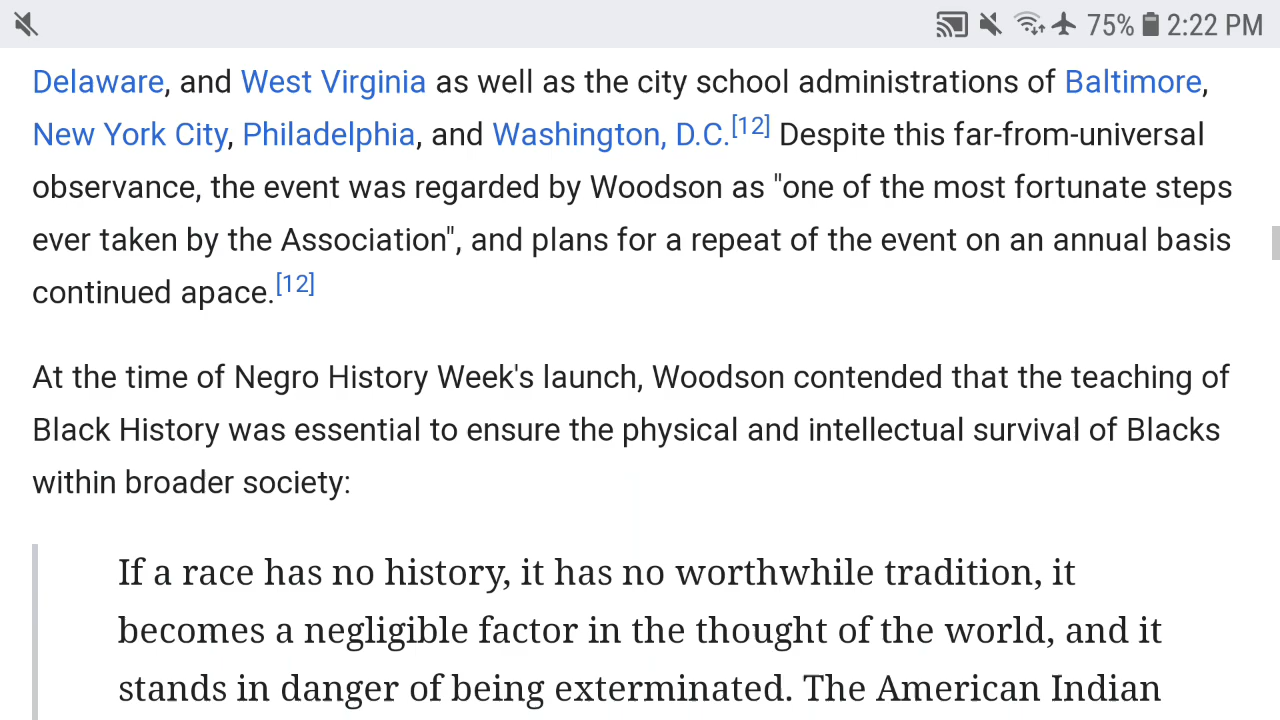 75% 2:22 PM
Delaware, and West Virginia as well as the city school administrations of Baltimore,
New York City, Philadelphia, and Washington, D.C.[12] Despite this far-from-universal
observance, the event was regarded by Woodson as "one of the most fortunate steps
ever taken by the Association", and plans for a repeat of the event on an annual basis
continued apace.[12]
At the time of Negro History Week's launch, Woodson contended that the teaching of
Black History was essential to ensure the physical and intellectual survival of Blacks
within broader society:
If a race has no history, it has no worthwhile tradition, it
becomes a negligible factor in the thought of the world, and it
stands in danger of being exterminated. The American Indian